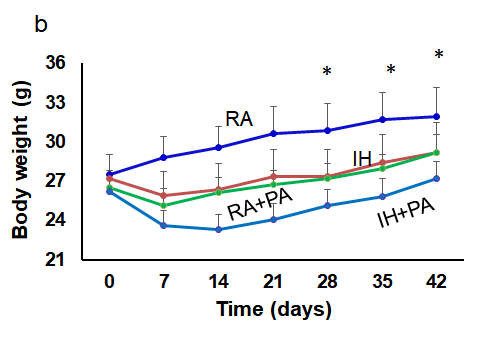 b
36
33
30
27
24
21
Body weight (g)
* * *
RA
IH
RA+PA
IH+PA
0 7 14 21 28 35 42
Time (days)